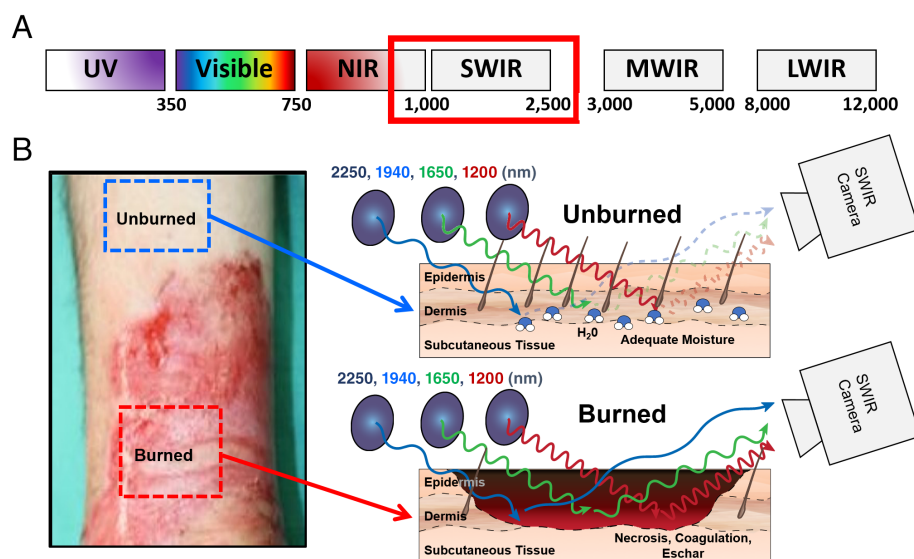 A
UV
Visible
NIR
SWIR
MWIR
LWIR
350
750
1,000
2,500
3,000
5,000
8,000
12,000
B
Unburned
Burned
2250, 1940, 1650, 1200 (nm)
Unburned
SWIR
Camera
Epidermis
Dermis
H₂0
Adequate Moisture
Subcutaneous Tissue
2250, 1940, 1650, 1200 (nm)
Burned
SWIR
Camera
Epidermis
Dermis
Necrosis, Coagulation,
Eschar
Subcutaneous Tissue